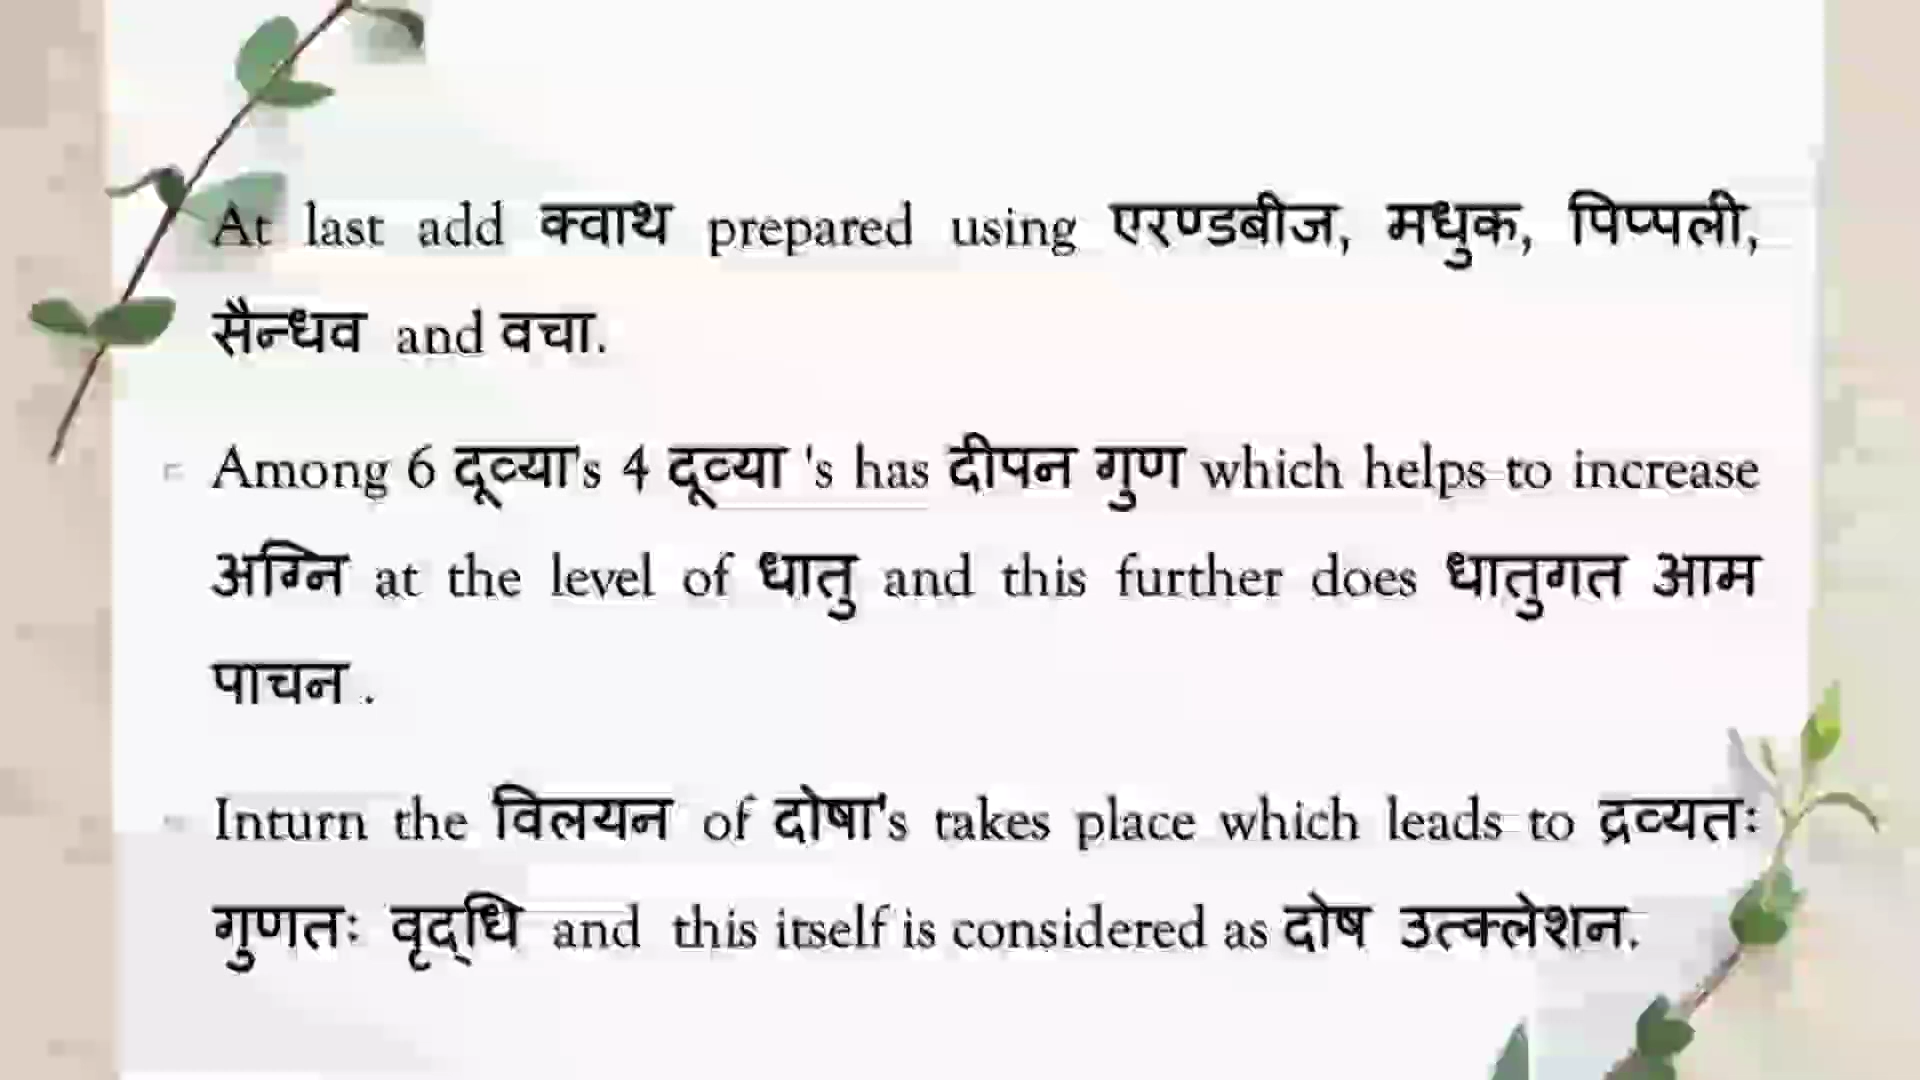 At last add क्वाथ prepared using एरण्डबीज, मधुक, पिप्पली,
सैन्धव and वचा.
Among 6 दूव्या's 4 दूव्या 's has दीपन गुण which helps to increase
अग्नि at the level of धातु and this further does धातुगत आम
पाचन .
Inturn the विलयन of दोषा's takes place which leads to द्रव्यतः
गुणतः वृद्धि and this itself is considered as दोष उत्क्लेशन.